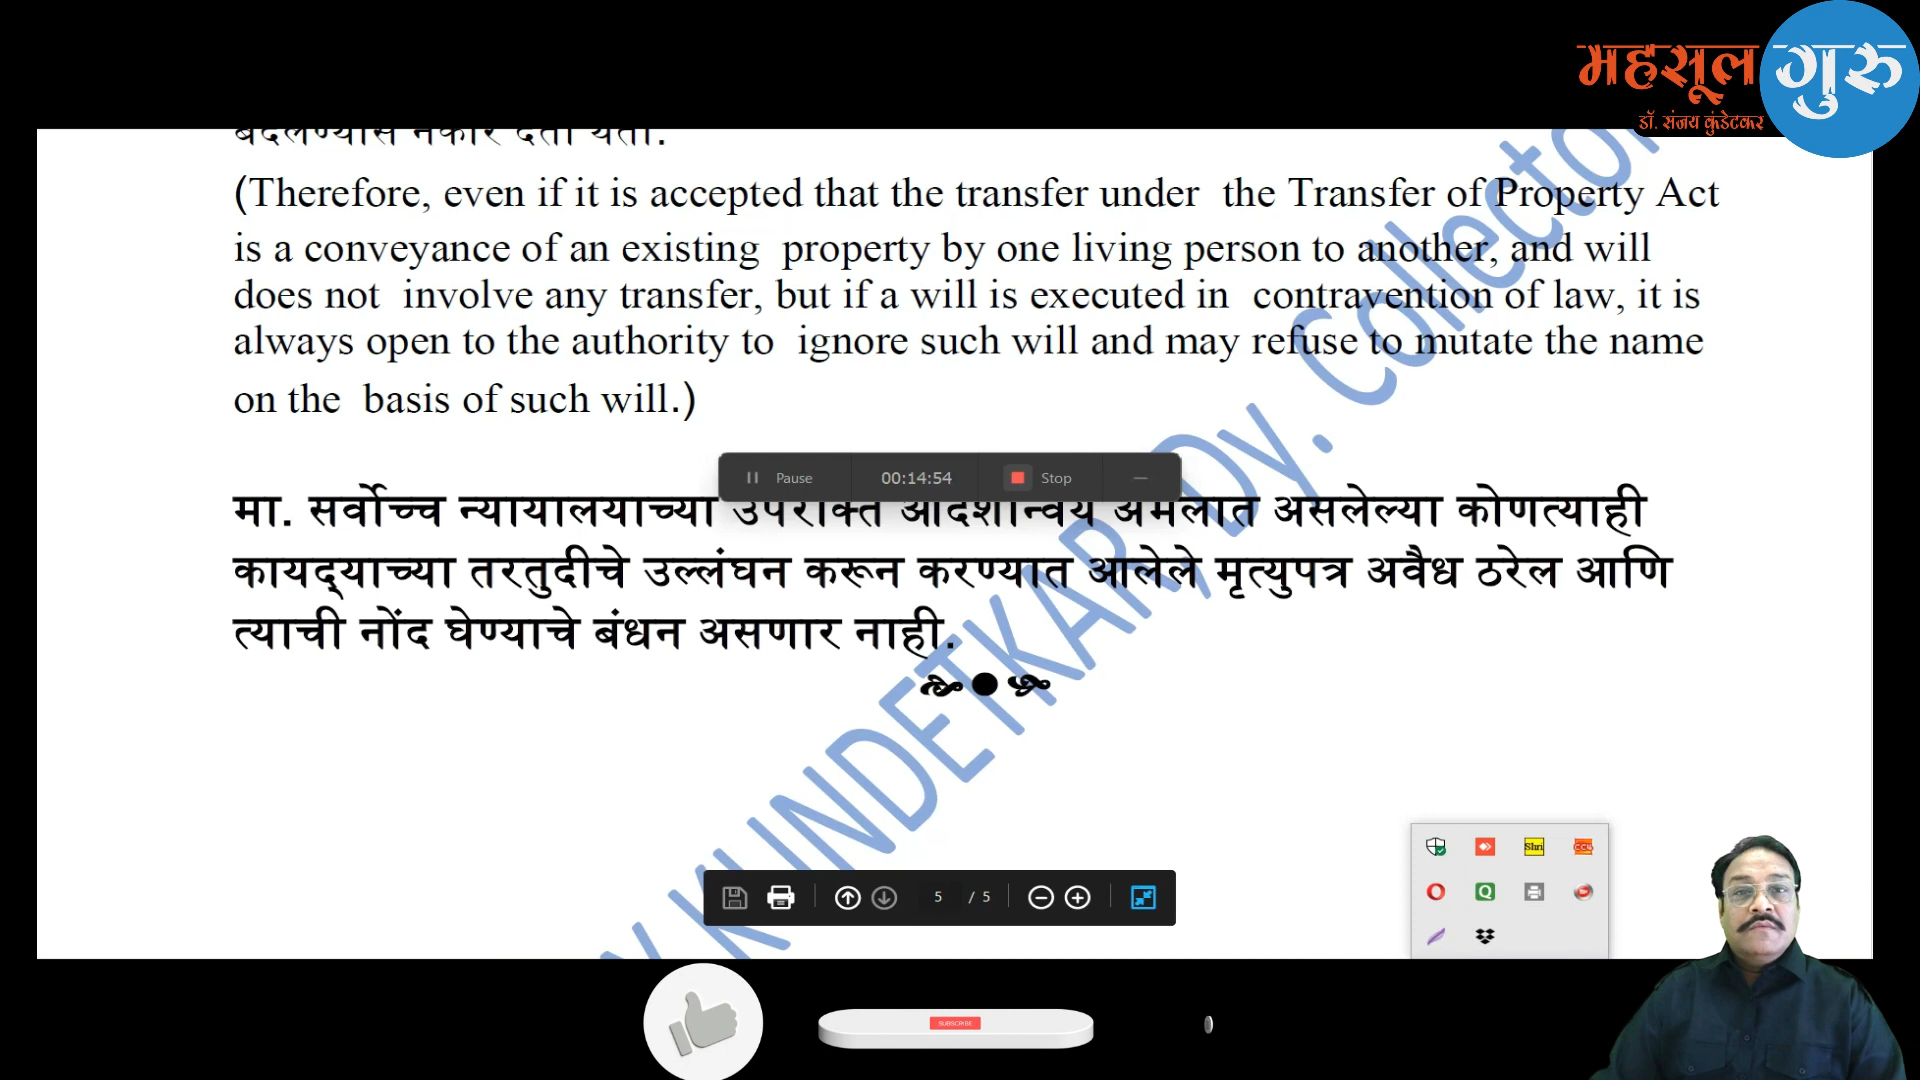 महसूल गुरु
डॉ. संजय कुंडेटकर
बदलण्यास नकार देता येतो.
(Therefore, even if it is accepted that the transfer under the Transfer of Property Act
is a conveyance of an existing property by one living person to another, and will
does not involve any transfer, but if a will is executed in contravention of law, it is
always open to the authority to ignore such will and may refuse to mutate the name
on the basis of such will.)
Pause 00:14:54 Stop
मा. सर्वोच्च न्यायालयाच्या उपरोक्त आदेशान्वये अमलात असलेल्या कोणत्याही
कायद्याच्या तरतुदीचे उल्लंघन करून करण्यात आलेले मृत्युपत्र अवैध ठरेल आणि
त्याची नोंद घेण्याचे बंधन असणार नाही.
KUNDETKAR, Dy. Collector
Shri
CCL
5 / 5
SUBSCRIBE